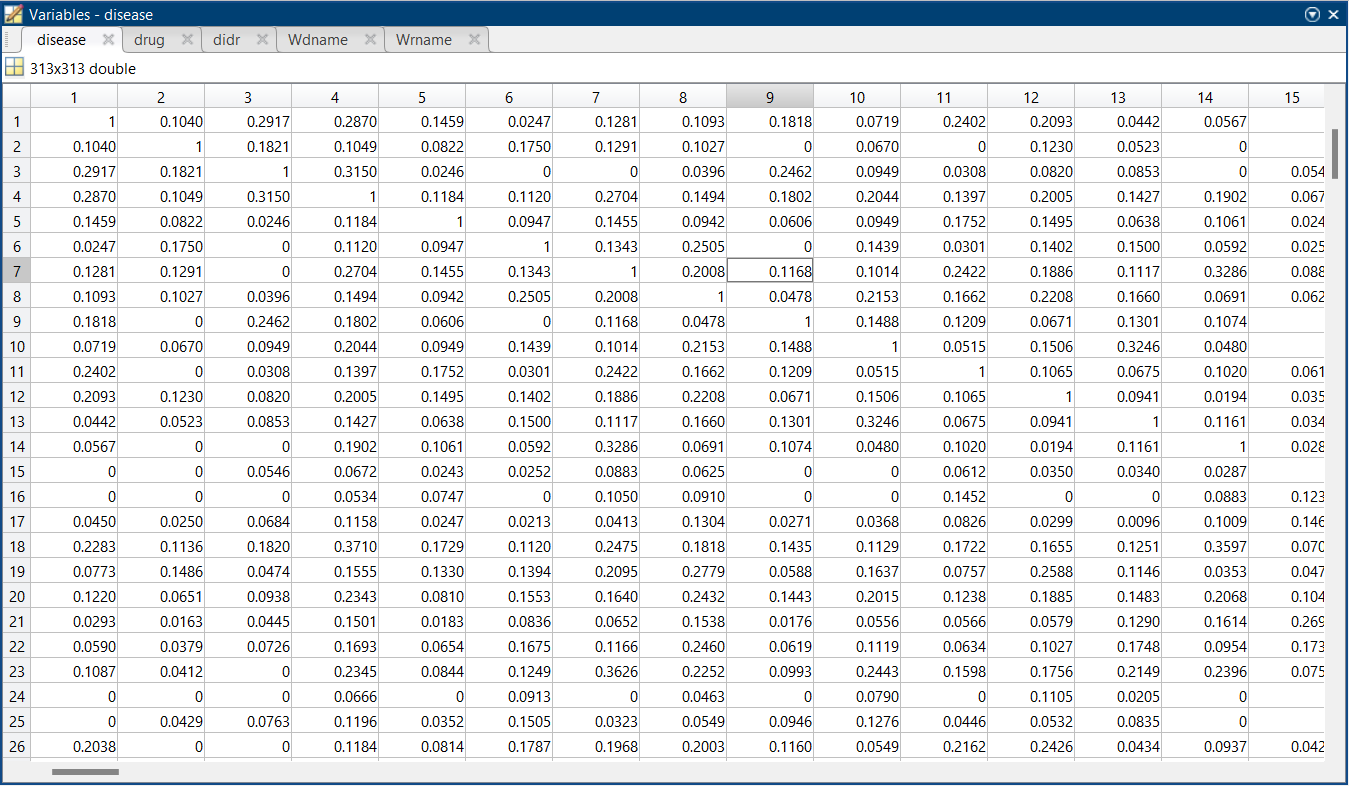 Variables - disease
disease drug didr Wdname Wrname
313x313 double
1 2 3 4 5 6 7 8 9 10 11 12 13 14 15
1 1 0.1040 0.2917 0.2870 0.1459 0.0247 0.1281 0.1093 0.1818 0.0719 0.2402 0.2093 0.0442 0.0567
2 0.1040 1 0.1821 0.1049 0.0822 0.1750 0.1291 0.1027 0 0.0670 0 0.1230 0.0523 0
3 0.2917 0.1821 1 0.3150 0.0246 0 0 0.0396 0.2462 0.0949 0.0308 0.0820 0.0853 0 0.054
4 0.2870 0.1049 0.3150 1 0.1184 0.1120 0.2704 0.1494 0.1802 0.2044 0.1397 0.2005 0.1427 0.1902 0.067
5 0.1459 0.0822 0.0246 0.1184 1 0.0947 0.1455 0.0942 0.0606 0.0949 0.1752 0.1495 0.0638 0.1061 0.024
6 0.0247 0.1750 0 0.1120 0.0947 1 0.1343 0.2505 0 0.1439 0.0301 0.1402 0.1500 0.0592 0.025
7 0.1281 0.1291 0 0.2704 0.1455 0.1343 1 0.2008 0.1168 0.1014 0.2422 0.1886 0.1117 0.3286 0.088
8 0.1093 0.1027 0.0396 0.1494 0.0942 0.2505 0.2008 1 0.0478 0.2153 0.1662 0.2208 0.1660 0.0691 0.062
9 0.1818 0 0.2462 0.1802 0.0606 0 0.1168 0.0478 1 0.1488 0.1209 0.0671 0.1301 0.1074
10 0.0719 0.0670 0.0949 0.2044 0.0949 0.1439 0.1014 0.2153 0.1488 1 0.0515 0.1506 0.3246 0.0480
11 0.2402 0 0.0308 0.1397 0.1752 0.0301 0.2422 0.1662 0.1209 0.0515 1 0.1065 0.0675 0.1020 0.061
12 0.2093 0.1230 0.0820 0.2005 0.1495 0.1402 0.1886 0.2208 0.0671 0.1506 0.1065 1 0.0941 0.0194 0.035
13 0.0442 0.0523 0.0853 0.1427 0.0638 0.1500 0.1117 0.1660 0.1301 0.3246 0.0675 0.0941 1 0.1161 0.034
14 0.0567 0 0 0.1902 0.1061 0.0592 0.3286 0.0691 0.1074 0.0480 0.1020 0.0194 0.1161 1 0.028
15 0 0 0.0546 0.0672 0.0243 0.0252 0.0883 0.0625 0 0 0.0612 0.0350 0.0340 0.0287
16 0 0 0 0.0534 0.0747 0 0.1050 0.0910 0 0 0.1452 0 0 0.0883 0.123
17 0.0450 0.0250 0.0684 0.1158 0.0247 0.0213 0.0413 0.1304 0.0271 0.0368 0.0826 0.0299 0.0096 0.1009 0.146
18 0.2283 0.1136 0.1820 0.3710 0.1729 0.1120 0.2475 0.1818 0.1435 0.1129 0.1722 0.1655 0.1251 0.3597 0.070
19 0.0773 0.1486 0.0474 0.1555 0.1330 0.1394 0.2095 0.2779 0.0588 0.1637 0.0757 0.2588 0.1146 0.0353 0.047
20 0.1220 0.0651 0.0938 0.2343 0.0810 0.1553 0.1640 0.2432 0.1443 0.2015 0.1238 0.1885 0.1483 0.2068 0.104
21 0.0293 0.0163 0.0445 0.1501 0.0183 0.0836 0.0652 0.1538 0.0176 0.0556 0.0566 0.0579 0.1290 0.1614 0.269
22 0.0590 0.0379 0.0726 0.1693 0.0654 0.1675 0.1166 0.2460 0.0619 0.1119 0.0634 0.1027 0.1748 0.0954 0.173
23 0.1087 0.0412 0 0.2345 0.0844 0.1249 0.3626 0.2252 0.0993 0.2443 0.1598 0.1756 0.2149 0.2396 0.075
24 0 0 0 0.0666 0 0.0913 0 0.0463 0 0.0790 0 0.1105 0.0205 0
25 0 0.0429 0.0763 0.1196 0.0352 0.1505 0.0323 0.0549 0.0946 0.1276 0.0446 0.0532 0.0835 0
26 0.2038 0 0 0.1184 0.0814 0.1787 0.1968 0.2003 0.1160 0.0549 0.2162 0.2426 0.0434 0.0937 0.042